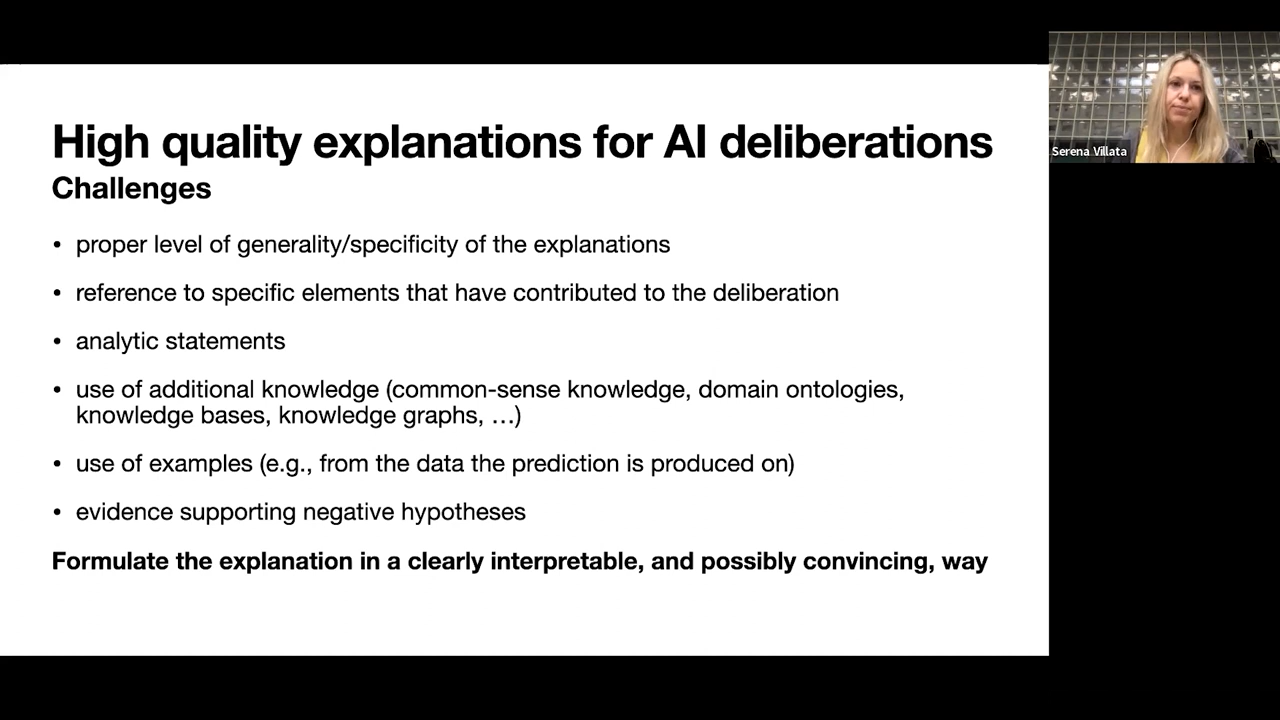 High quality explanations for AI deliberations
Challenges
• proper level of generality/specificity of the explanations
• reference to specific elements that have contributed to the deliberation
• analytic statements
• use of additional knowledge (common-sense knowledge, domain ontologies,
knowledge bases, knowledge graphs, …)
• use of examples (e.g., from the data the prediction is produced on)
• evidence supporting negative hypotheses
Formulate the explanation in a clearly interpretable, and possibly convincing, way
Serena Villata